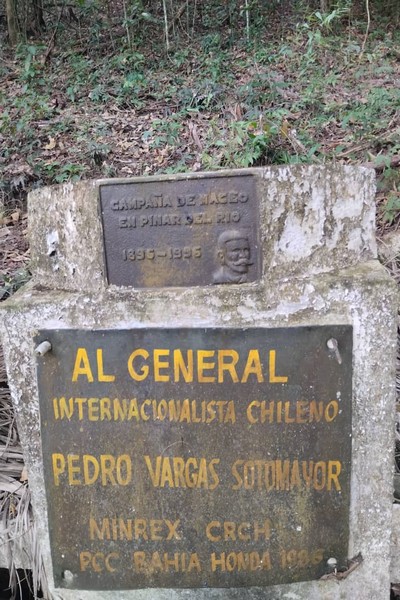 CAMPAÑA DE MACEO
EN PINAR DEL RIO
1896-1996
AL GENERAL
INTERNACIONALISTA CHILENO
PEDRO VARGAS SOTOMAYOR
MINREX CRCH
PCC BAHIA HONDA 1996